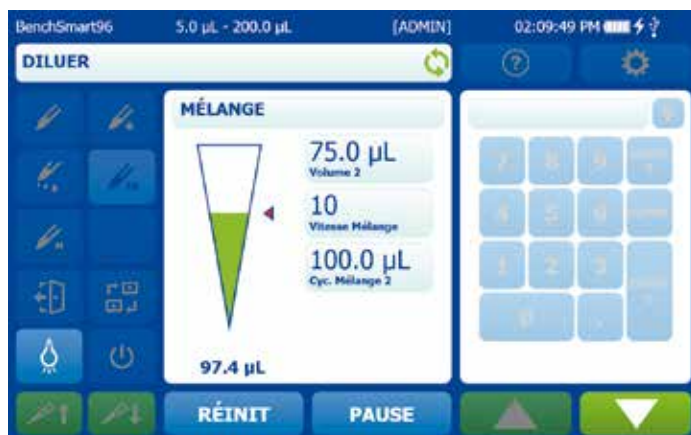 BenchSmart96 5.0 µL - 200.0 µL [ADMIN] 02:09:49 PM
DILUER
?
MÉLANGE
75.0 µL
Volume 2
10
Vitesse Mélange
100.0 µL
Cyc. Mélange 2
97.4 µL
7 8 9
4 5 6
1 2 3
0 .
RÉINIT PAUSE